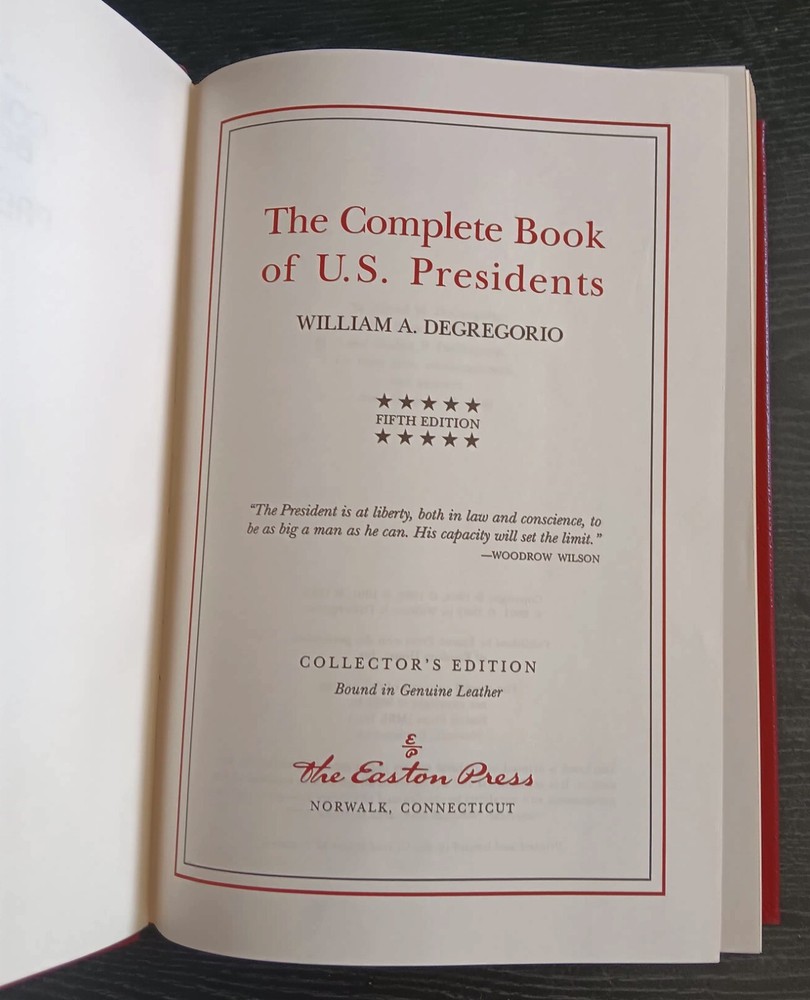 The Complete Book
of U.S. Presidents
WILLIAM A. DEGREGORIO
★★★★★
FIFTH EDITION
★★★★★
“The President is at liberty, both in law and conscience, to
be as big a man as he can. His capacity will set the limit.”
—WOODROW WILSON
COLLECTOR'S EDITION
Bound in Genuine Leather
E
P
The Easton Press
NORWALK, CONNECTICUT